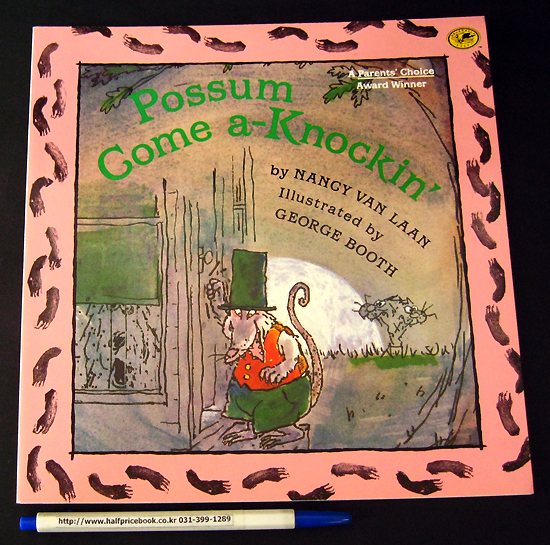 A Parents' Choice
Award Winner
Possum
Come a-Knockin'
by NANCY VAN LAAN
Illustrated by
GEORGE BOOTH
http://www.halfpricebook.co.kr 031-399-1289